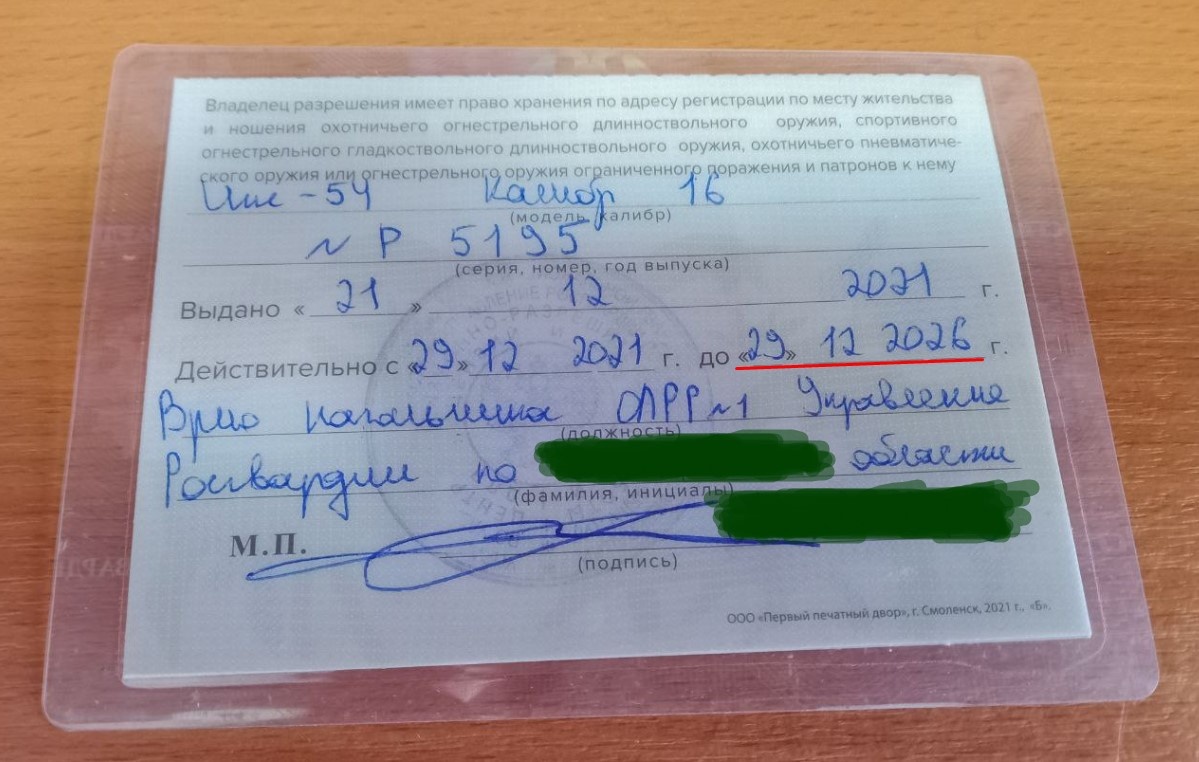 Владелец разрешения имеет право хранения по адресу регистрации по месту жительства
и ношения охотничьего огнестрельного длинноствольного оружия, спортивного
огнестрельного гладкоствольного длинноствольного оружия, охотничьего пневматиче-
ского оружия или огнестрельного оружия ограниченного поражения и патронов к нему
Иж - 54 Калибр 16
(модель, калибр)
№ Р 5195
(серия, номер, год выпуска)
Выдано « 21 » 12 2021 г.
Действительно с «29» 12 2021 г. до «29» 12 2026 г.
Врио начальника ОЛРР №1 Управления
(должность)
Росгвардии по области
(фамилия, инициалы)
М.П.
(подпись)
ООО «Первый печатный двор», г. Смоленск, 2021 г., «Б».